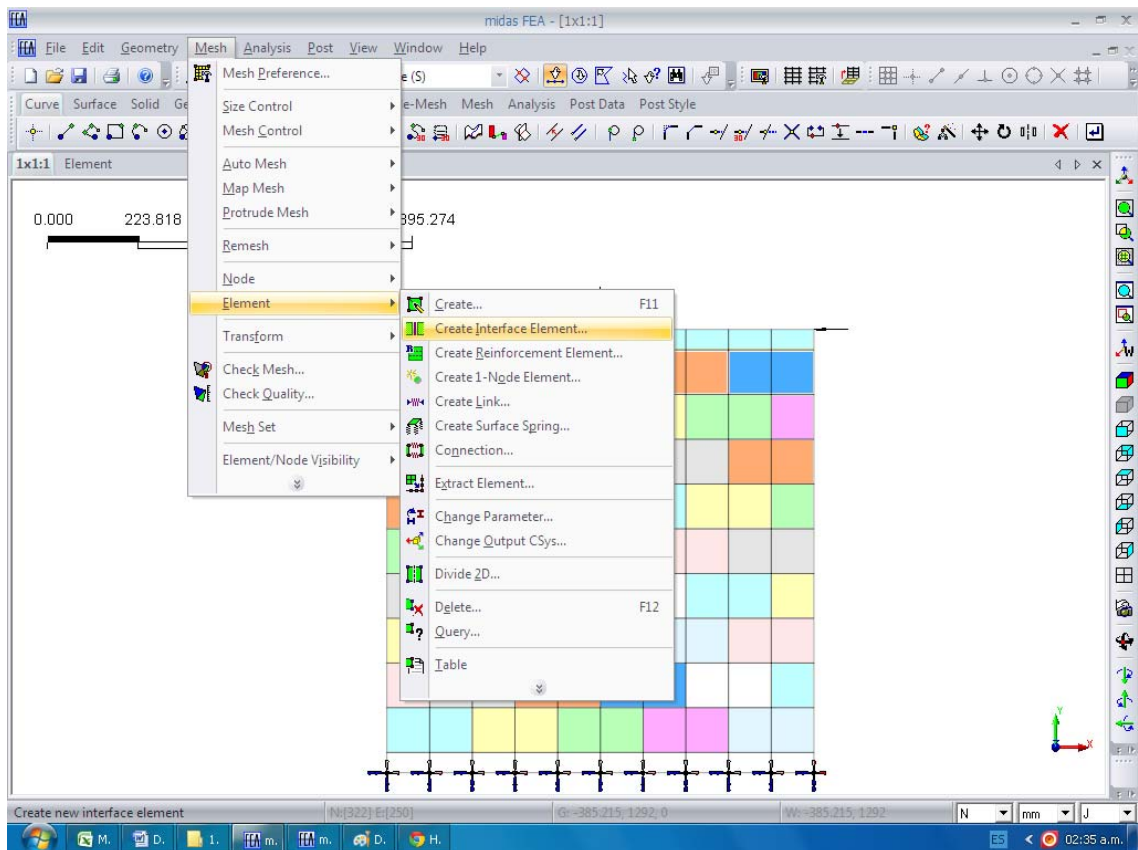 FEA
midas FEA - [1x1:1]
FEA File Edit Geometry Mesh Analysis Post View Window Help
Mesh Preference...
e (S)
Curve Surface Solid Ge
Size Control
e-Mesh Mesh Analysis Post Data Post Style
Mesh Control
1x1:1 Element
Auto Mesh
Map Mesh
0.000 223.818
Protrude Mesh
895.274
Remesh
Node
Element
Create... F11
Transform
Create Interface Element...
Create Reinforcement Element...
Check Mesh...
Create 1-Node Element...
Check Quality...
Create Link...
Mesh Set
Create Surface Spring...
Element/Node Visibility
Connection...
Extract Element...
Change Parameter...
Change Output CSys...
Divide 2D...
Delete... F12
Query...
Table
Y
X
Create new interface element
N:[322] E:[250]
G: -385.215, 1292, 0
W: -385.215, 1292
N
mm
J
M. D. 1. m. m. D. H.
ES
02:35 a.m.